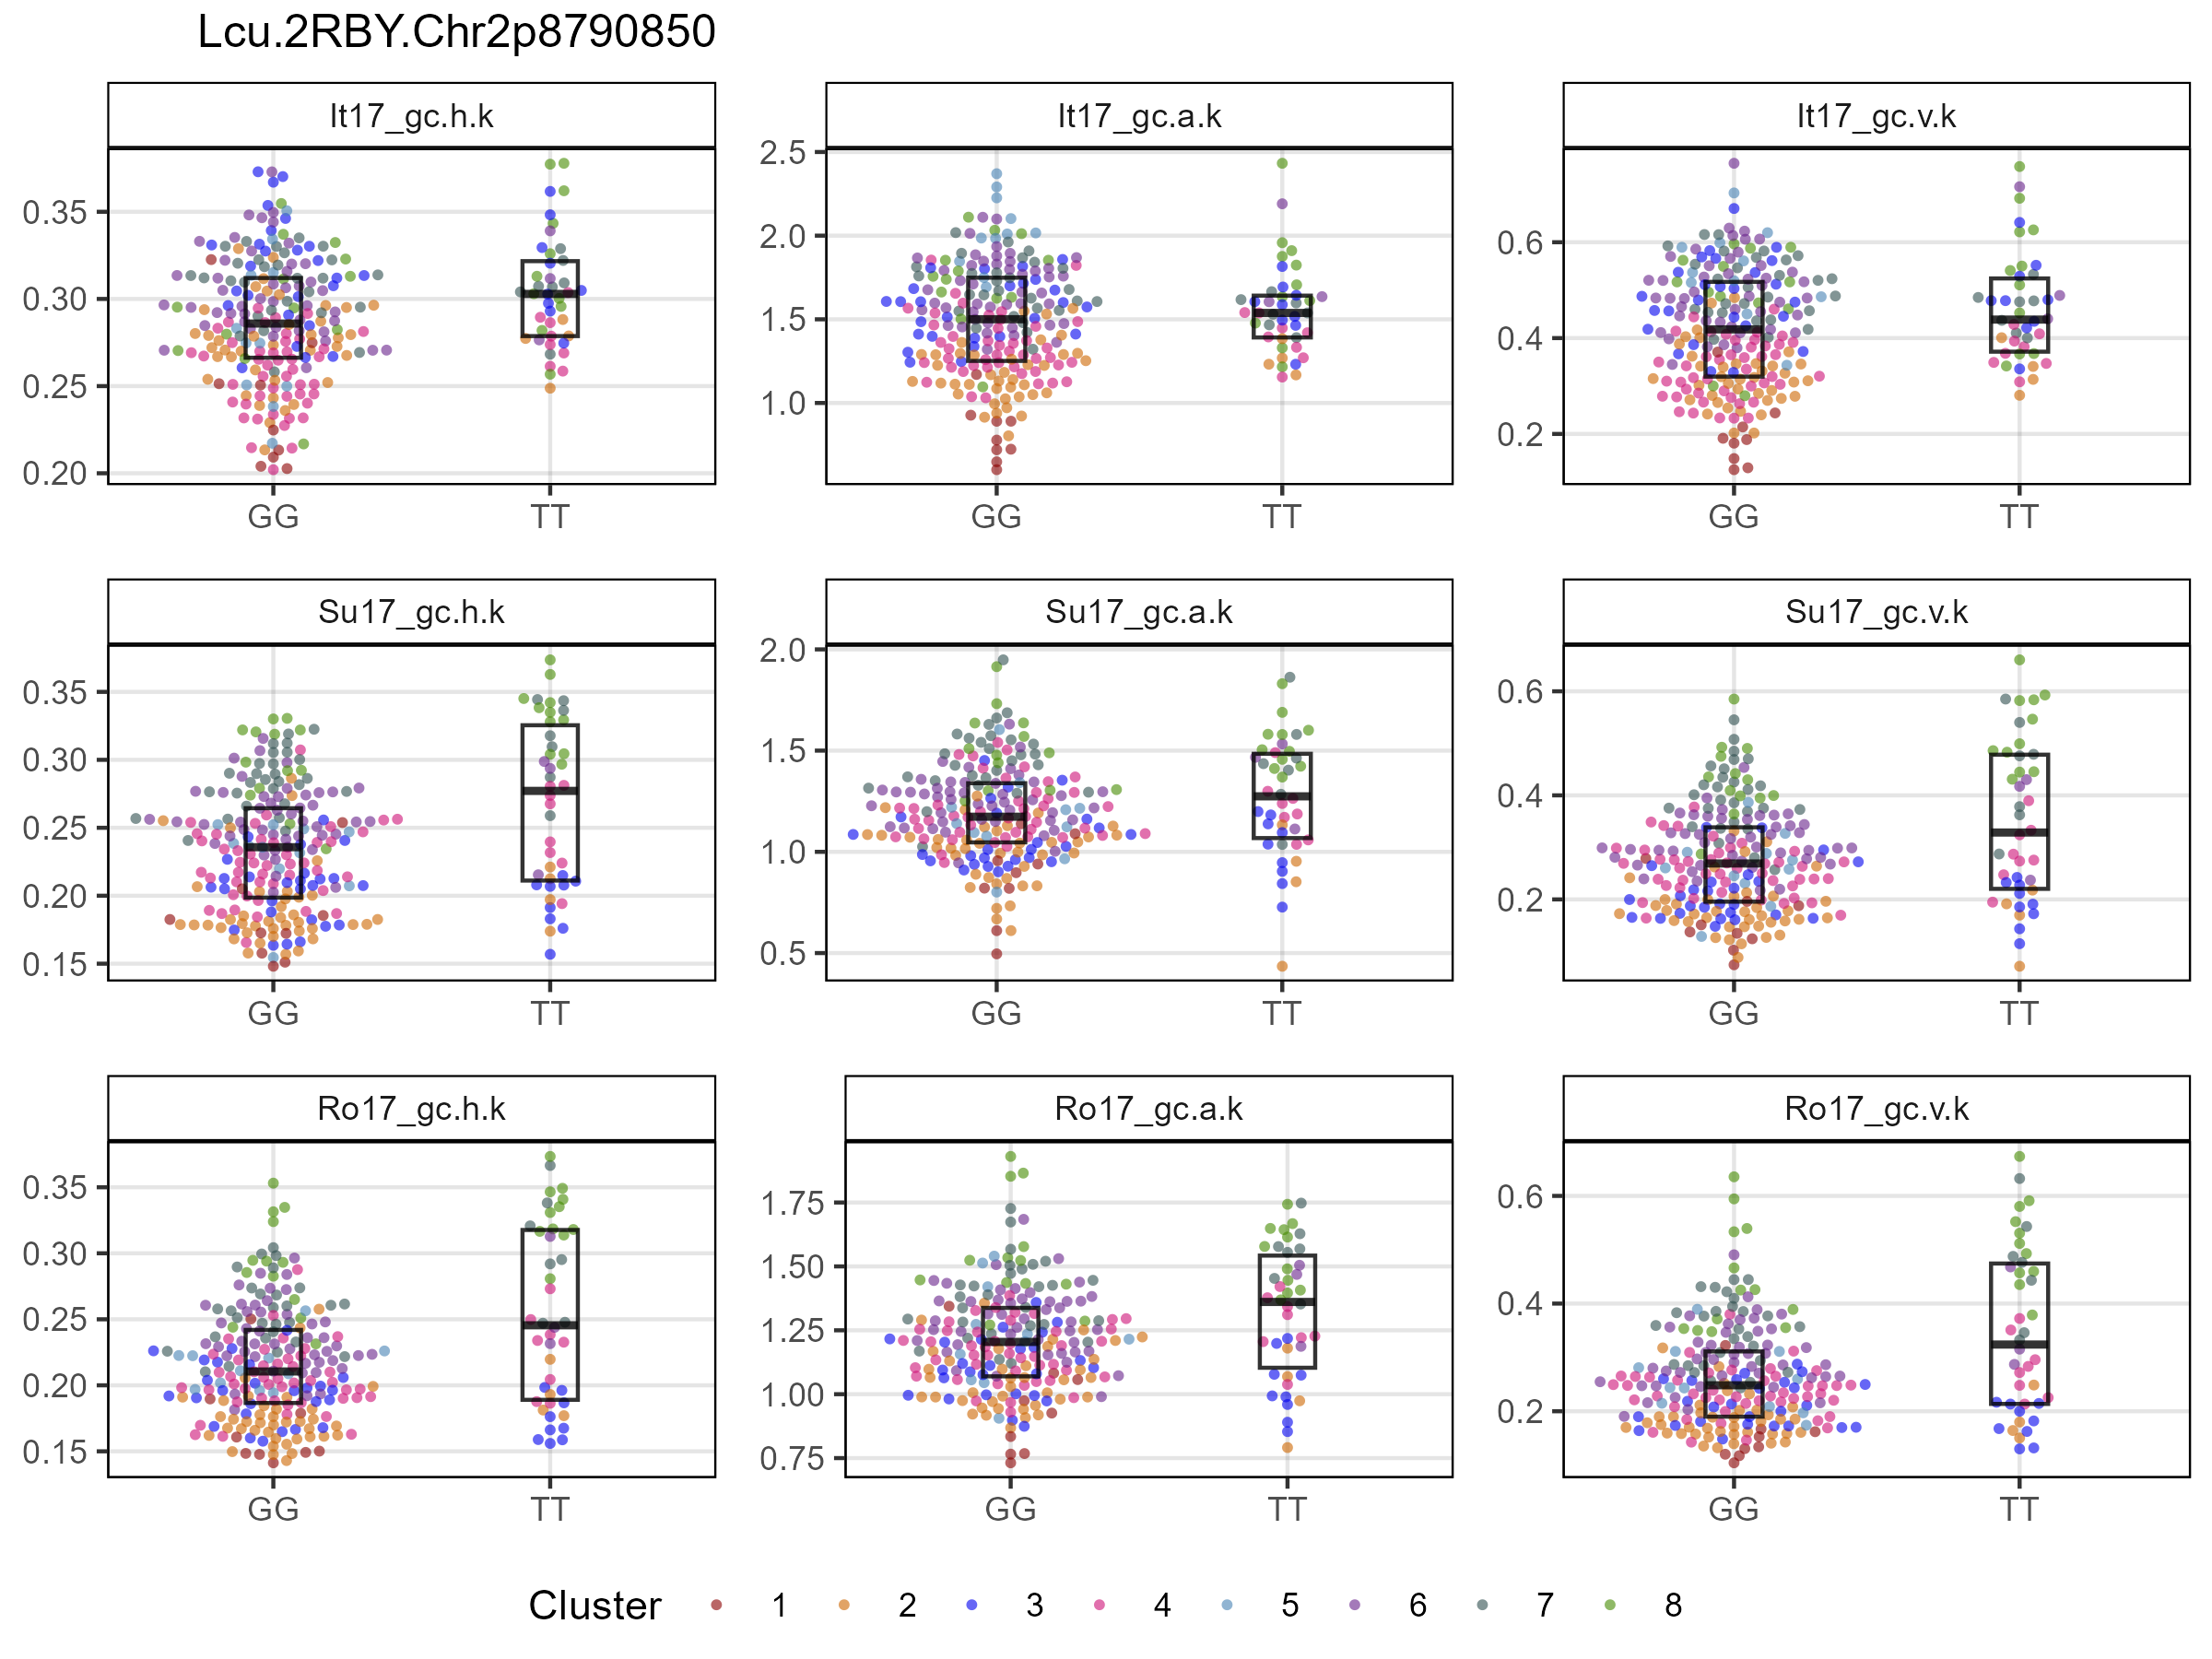 Lcu.2RBY.Chr2p8790850
It17_gc.h.k
It17_gc.a.k
It17_gc.v.k
0.35
0.30
0.25
0.20
GG TT
2.5
2.0
1.5
1.0
GG TT
0.6
0.4
0.2
GG TT
Su17_gc.h.k
Su17_gc.a.k
Su17_gc.v.k
0.35
0.30
0.25
0.20
0.15
GG TT
2.0
1.5
1.0
0.5
GG TT
0.6
0.4
0.2
GG TT
Ro17_gc.h.k
Ro17_gc.a.k
Ro17_gc.v.k
0.35
0.30
0.25
0.20
0.15
GG TT
1.75
1.50
1.25
1.00
0.75
GG TT
0.6
0.4
0.2
GG TT
Cluster 1 2 3 4 5 6 7 8